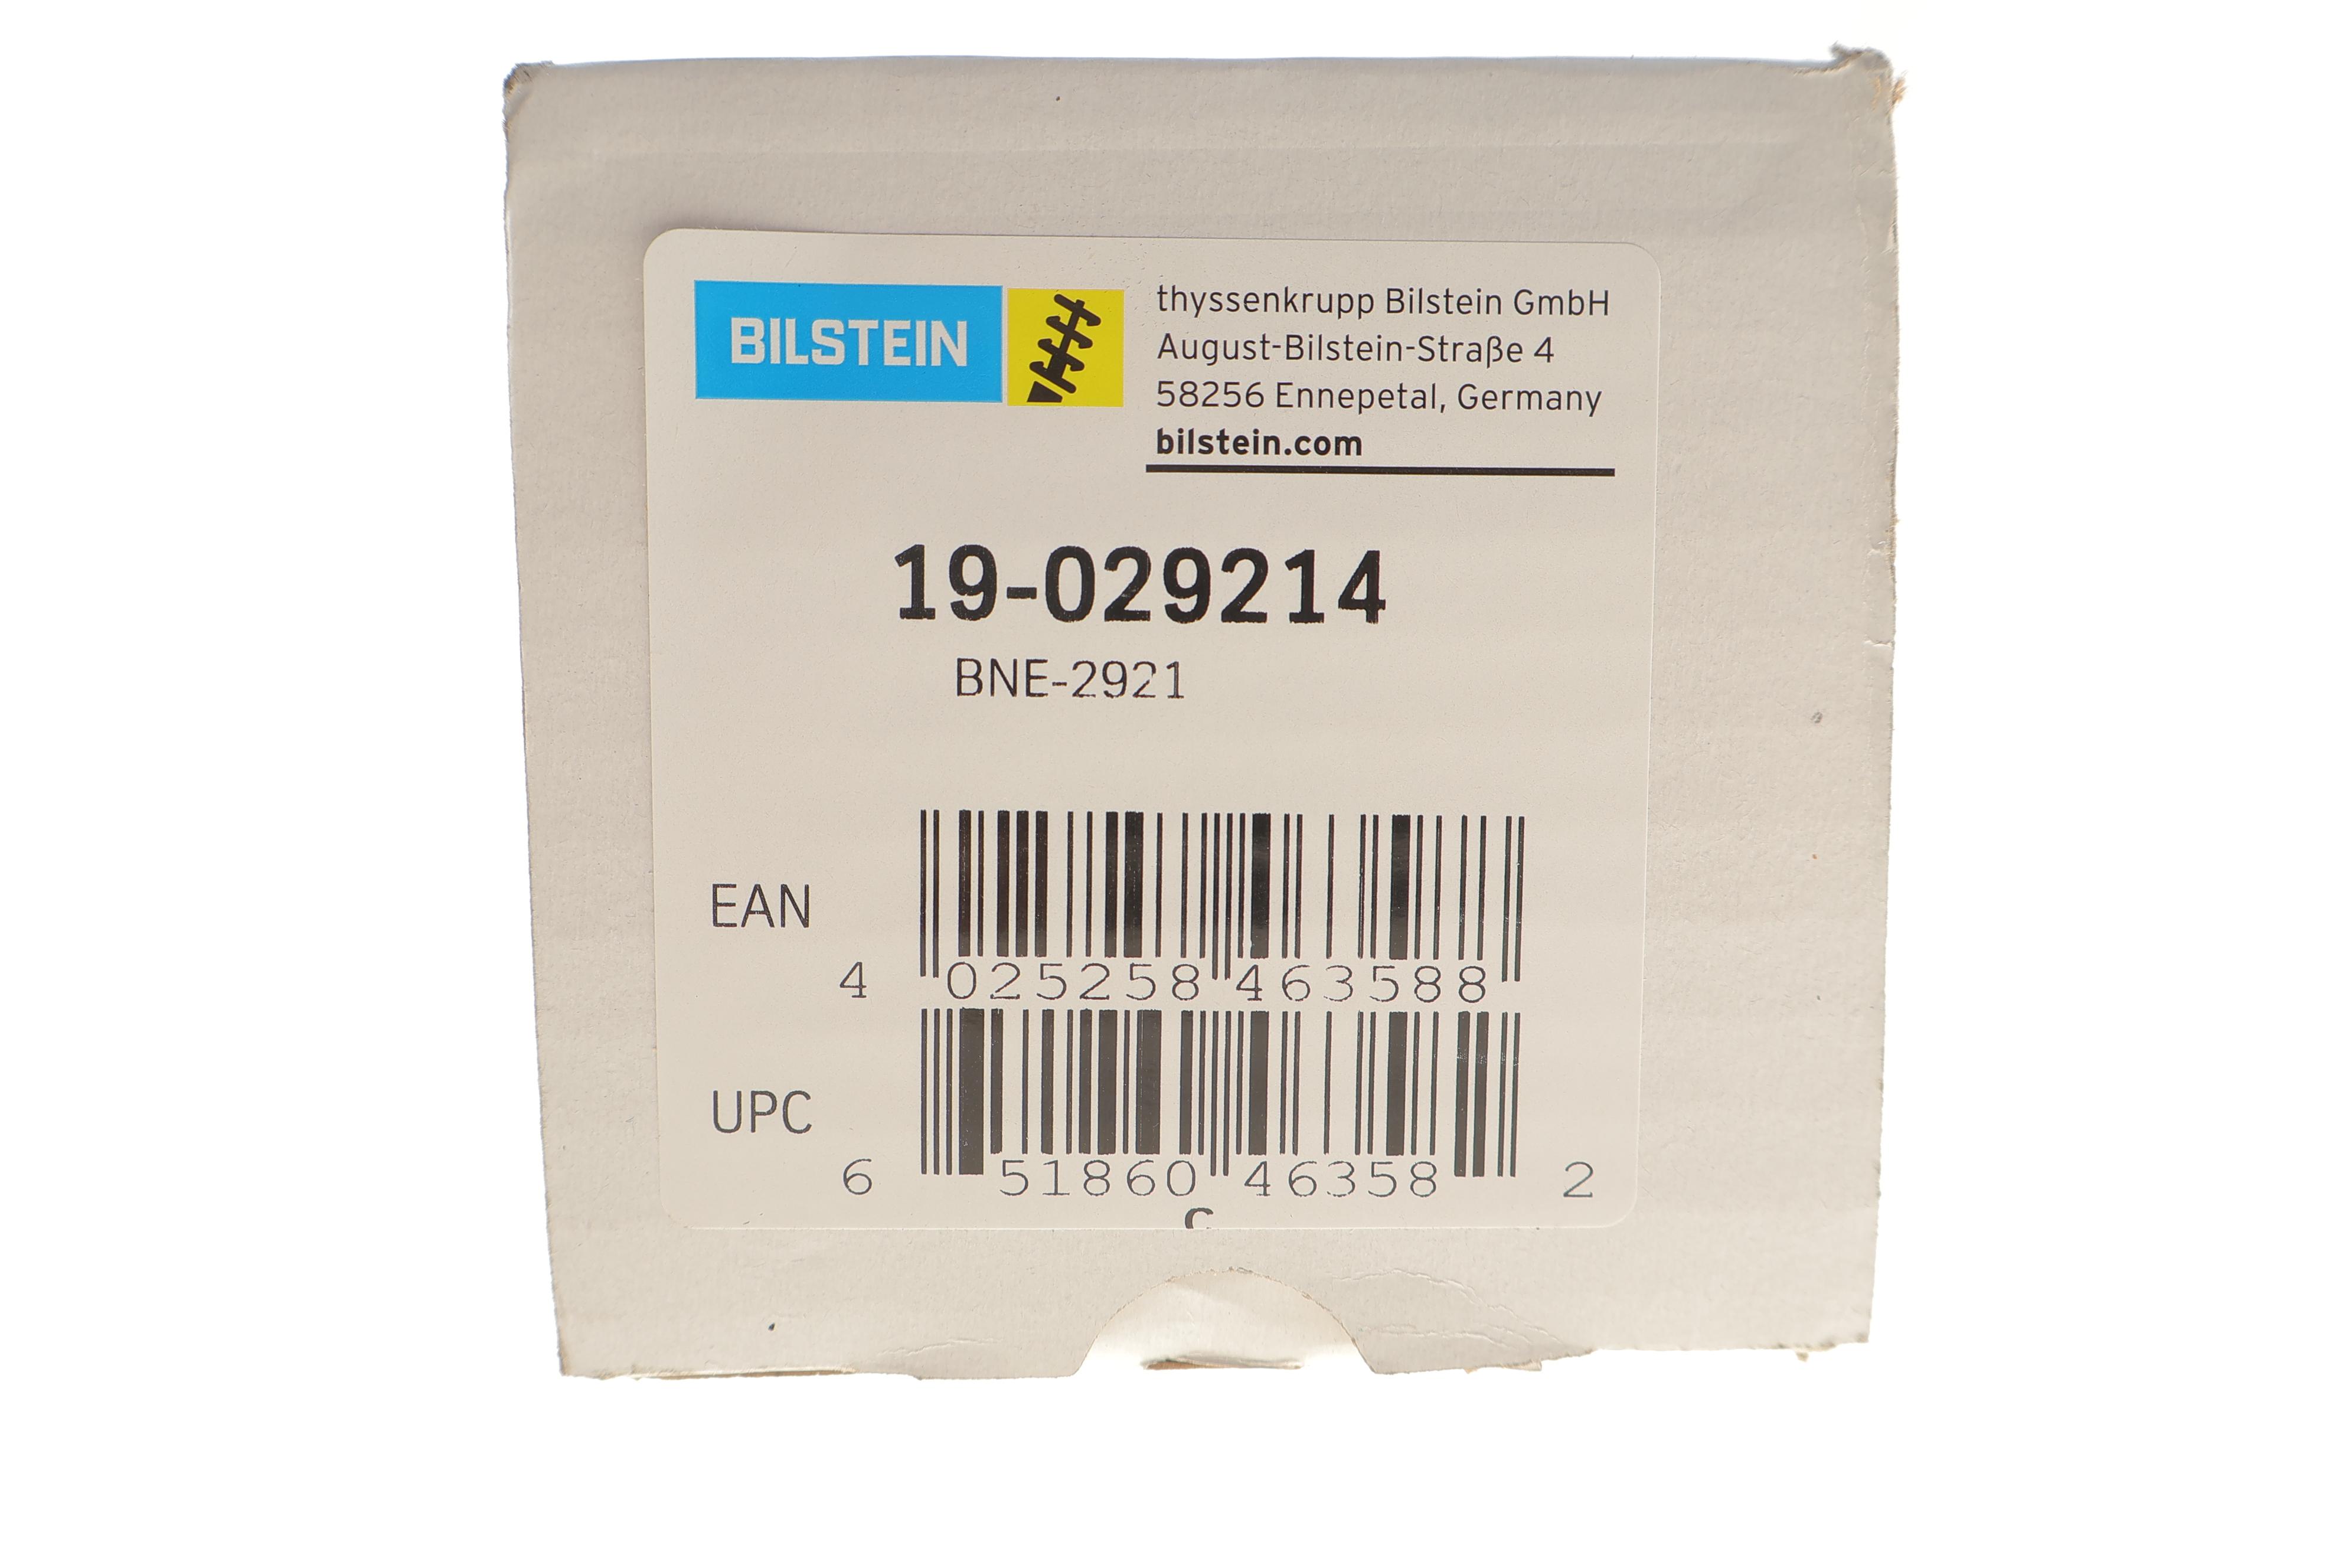 BILSTEIN
thyssenkrupp Bilstein GmbH
August-Bilstein-Straße 4
58256 Ennepetal, Germany
bilstein.com
19-029214
BNE-2921
EAN
4 025258 463588
UPC
6 51860 46358 2